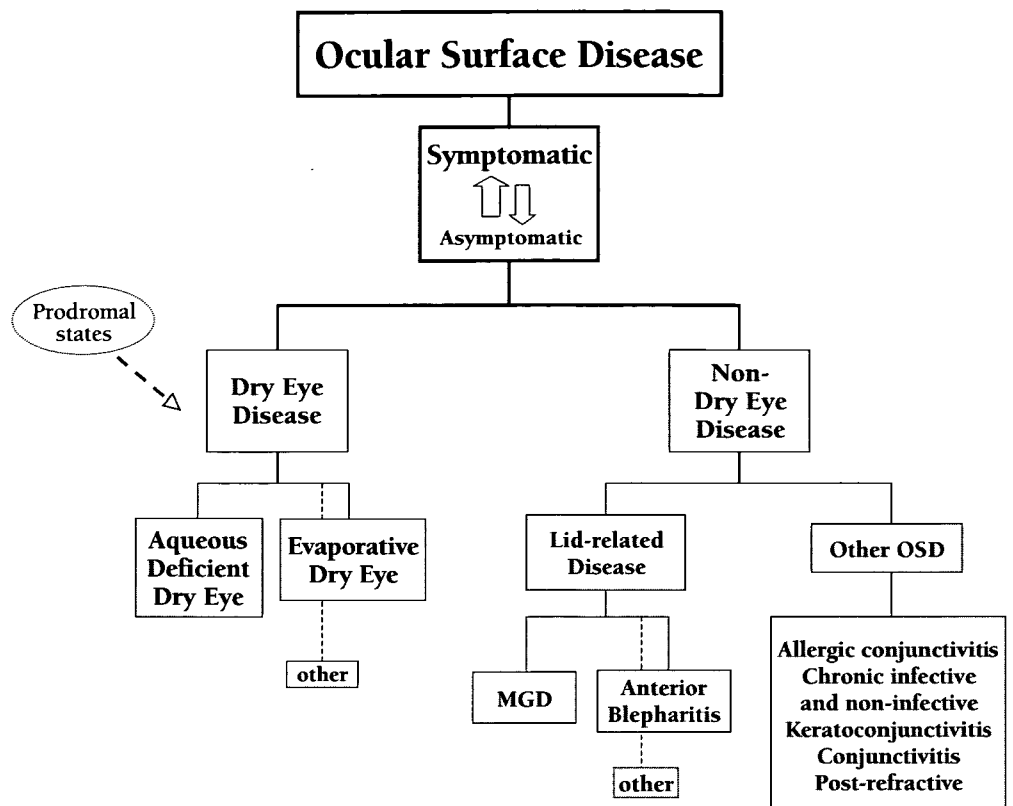 Ocular Surface Disease
Symptomatic
Asymptomatic
Prodromal
states
Dry Eye
Disease
Non-
Dry Eye
Disease
Aqueous
Deficient
Dry Eye
Evaporative
Dry Eye
other
Lid-related
Disease
Other OSD
MGD
Anterior
Blepharitis
other
Allergic conjunctivitis
Chronic infective
and non-infective
Keratoconjunctivitis
Conjunctivitis
Post-refractive